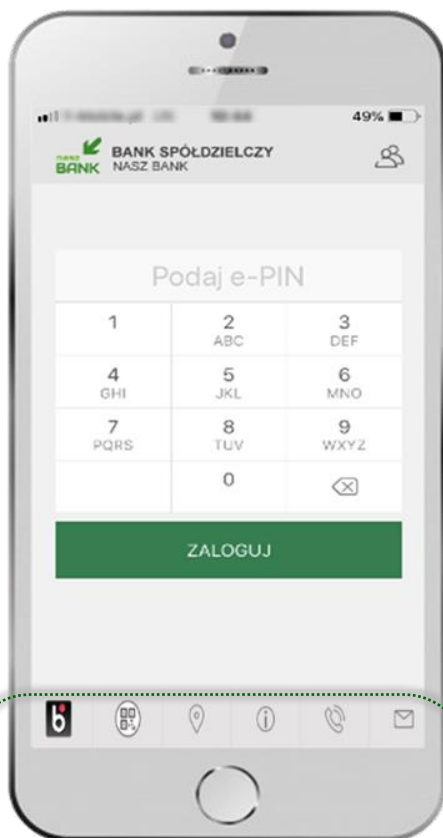 49%
nasz BANK
BANK SPÓŁDZIELCZY
NASZ BANK
Podaj e-PIN
1 2 3
ABC DEF
4 5 6
GHI JKL MNO
7 8 9
PQRS TUV WXYZ
0
ZALOGUJ